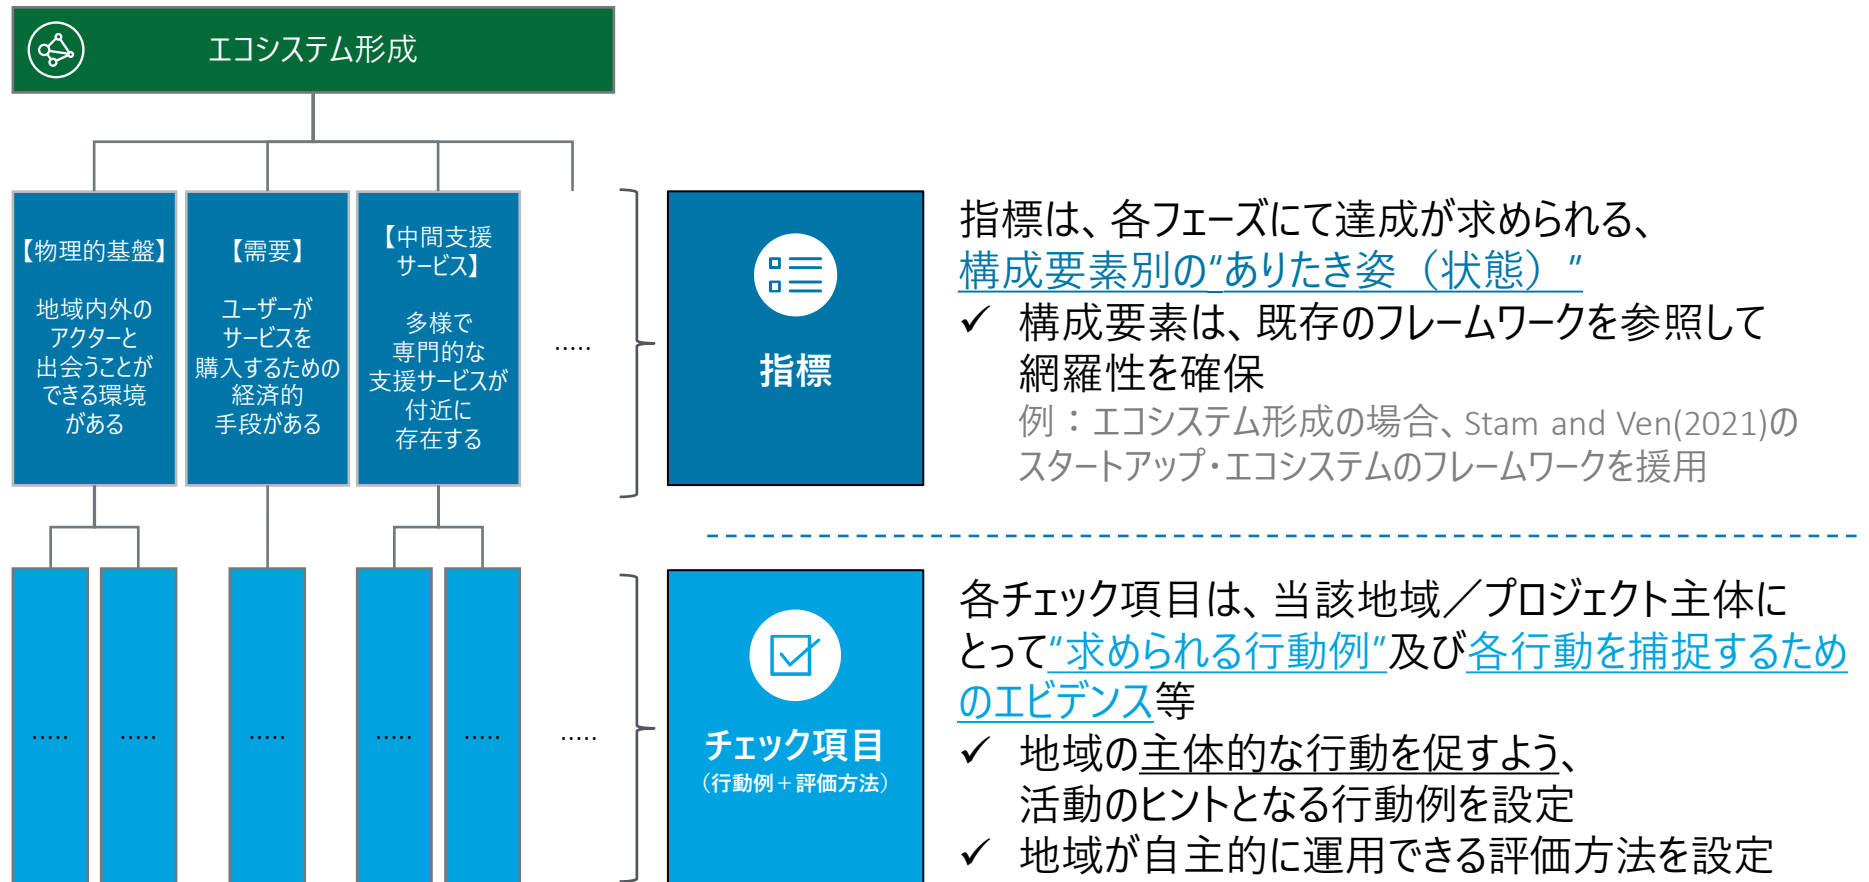 エコシステム形成
【物理的基盤】
地域内外の
アクターと
出会うことが
できる環境
がある
【需要】
ユーザーが
サービスを
購入するための
経済的
手段がある
【中間支援
サービス】
多様で
専門的な
支援サービスが
付近に
存在する
.....
指標
指標は、各フェーズにて達成が求められる、
構成要素別の“ありたき姿（状態）”
✓ 構成要素は、既存のフレームワークを参照して
網羅性を確保
例：エコシステム形成の場合、Stam and Ven(2021)の
スタートアップ・エコシステムのフレームワークを援用
.....
.....
.....
.....
.....
.....
チェック項目
（行動例＋評価方法）
各チェック項目は、当該地域／プロジェクト主体に
とって“求められる行動例”及び各行動を捕捉するため
のエビデンス等
✓ 地域の主体的な行動を促すよう、
活動のヒントとなる行動例を設定
✓ 地域が自主的に運用できる評価方法を設定